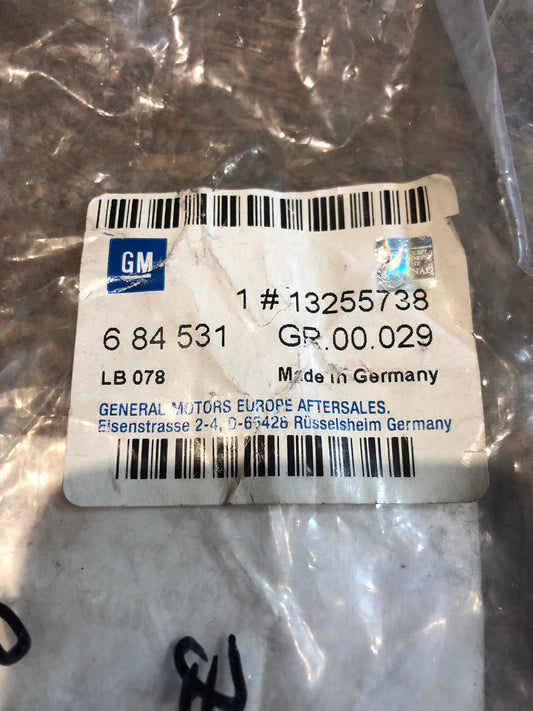 GM
1 # 13255738
6 84 531 GR.00.029
LB 078 Made in Germany
GENERAL MOTORS EUROPE AFTERSALES,
Eisenstrasse 2-4, D-65428 Rüsselsheim Germany